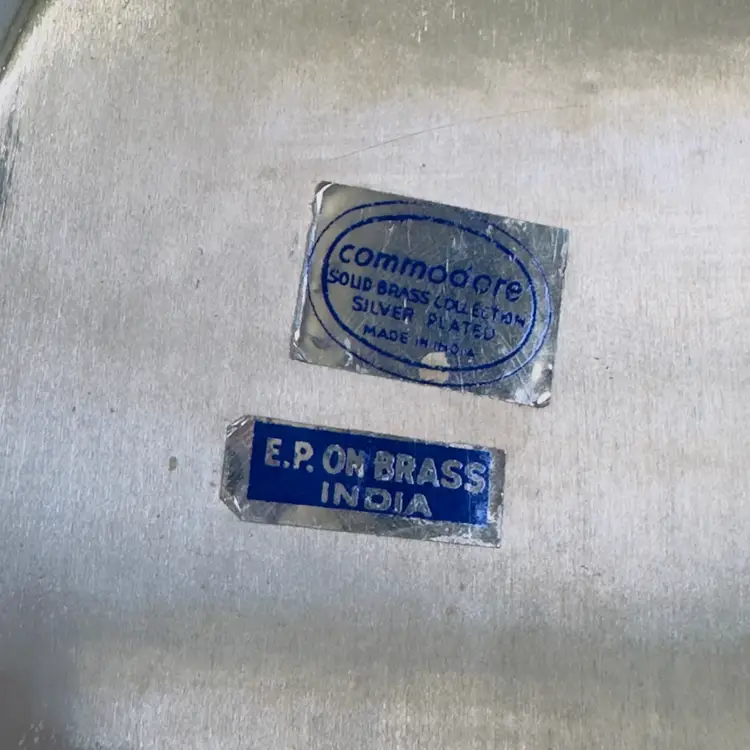 commodore
SOLID BRASS COLLECTION
SILVER PLATED
MADE IN INDIA
E.P. ON BRASS
INDIA